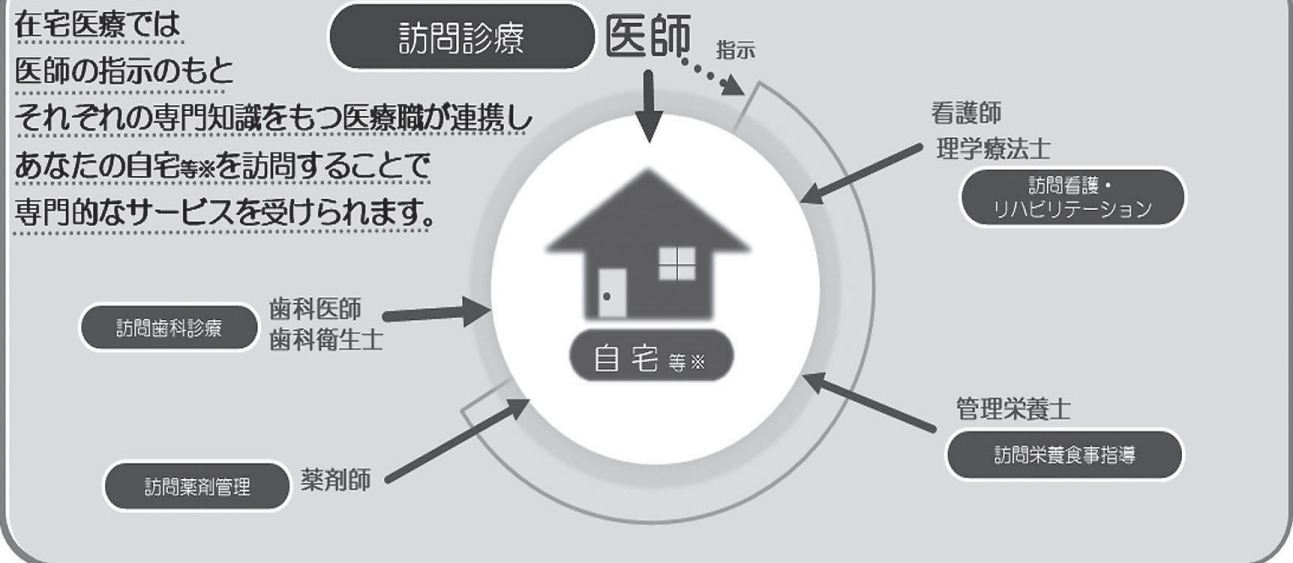 在宅医療では
医師の指示のもと
それぞれの専門知識をもつ医療職が連携し
あなたの自宅等※を訪問することで
専門的なサービスを受けられます。
訪問診療
医師
指示
看護師
理学療法士
訪問看護・
リハビリテーション
歯科医師
歯科衛生士
訪問歯科診療
自宅等※
管理栄養士
訪問栄養食事指導
薬剤師
訪問薬剤管理